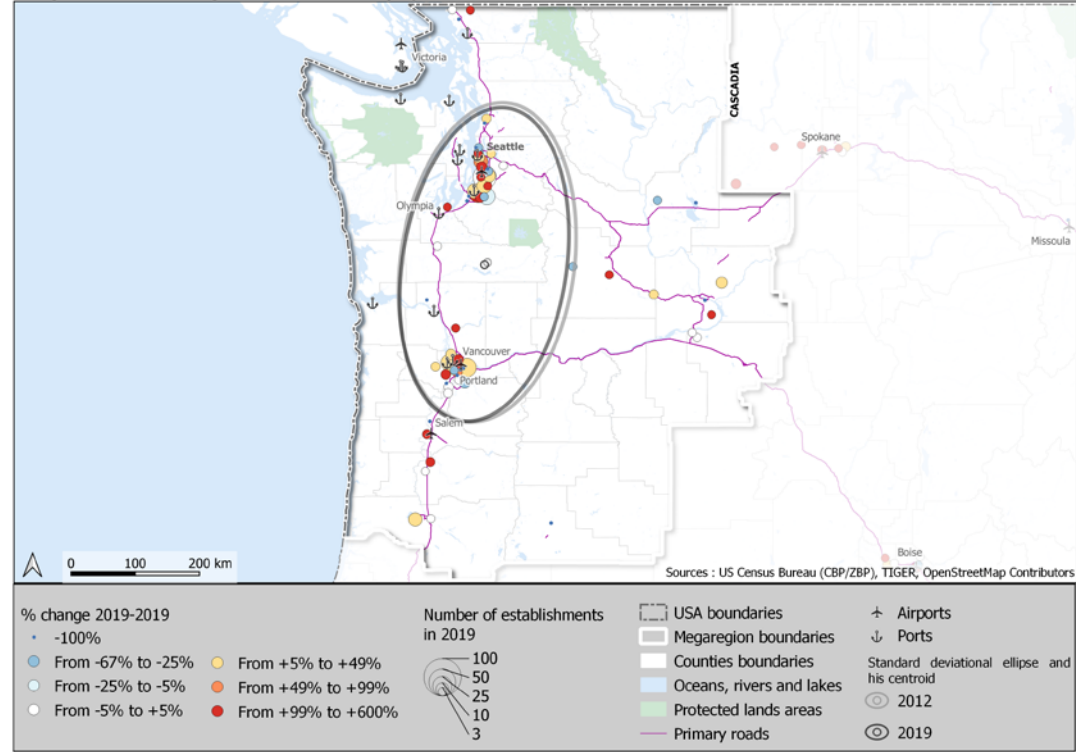 Victoria
CASCADIA
Spokane
Seattle
Olympia
Missoula
Vancouver
Portland
Salem
Boise
0 100 200 km
Sources : US Census Bureau (CBP/ZBP), TIGER, OpenStreetMap Contributors
% change 2019-2019
-100%
From -67% to -25%
From -25% to -5%
From -5% to +5%
From +5% to +49%
From +49% to +99%
From +99% to +600%
Number of establishments
in 2019
100
50
25
10
3
USA boundaries
Megaregion boundaries
Counties boundaries
Oceans, rivers and lakes
Protected lands areas
Primary roads
Airports
Ports
Standard deviational ellipse and
his centroid
2012
2019